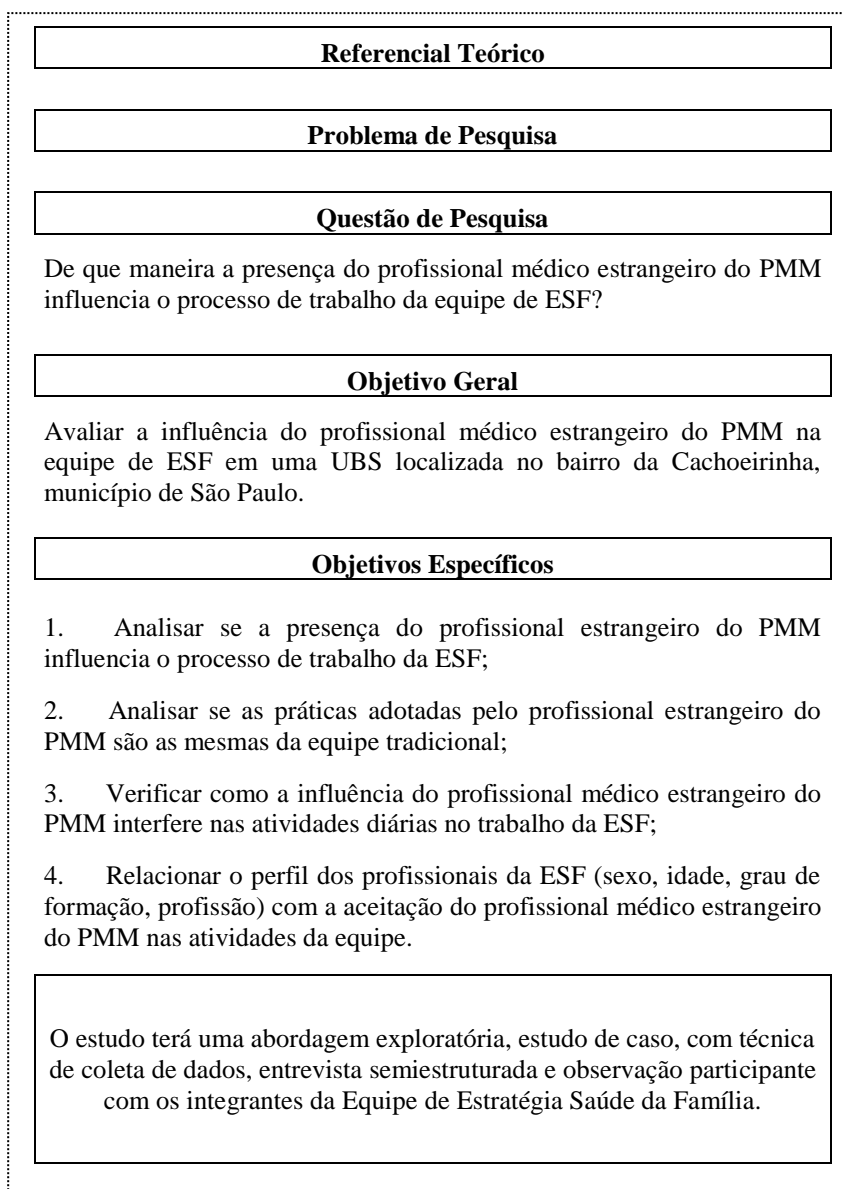 Referencial Teórico
Problema de Pesquisa
Questão de Pesquisa
De que maneira a presença do profissional médico estrangeiro do PMM
influencia o processo de trabalho da equipe de ESF?
Objetivo Geral
Avaliar a influência do profissional médico estrangeiro do PMM na
equipe de ESF em uma UBS localizada no bairro da Cachoeirinha,
município de São Paulo.
Objetivos Específicos
1. Analisar se a presença do profissional estrangeiro do PMM
influencia o processo de trabalho da ESF;
2. Analisar se as práticas adotadas pelo profissional estrangeiro do
PMM são as mesmas da equipe tradicional;
3. Verificar como a influência do profissional médico estrangeiro do
PMM interfere nas atividades diárias no trabalho da ESF;
4. Relacionar o perfil dos profissionais da ESF (sexo, idade, grau de
formação, profissão) com a aceitação do profissional médico estrangeiro
do PMM nas atividades da equipe.
O estudo terá uma abordagem exploratória, estudo de caso, com técnica
de coleta de dados, entrevista semiestruturada e observação participante
com os integrantes da Equipe de Estratégia Saúde da Família.